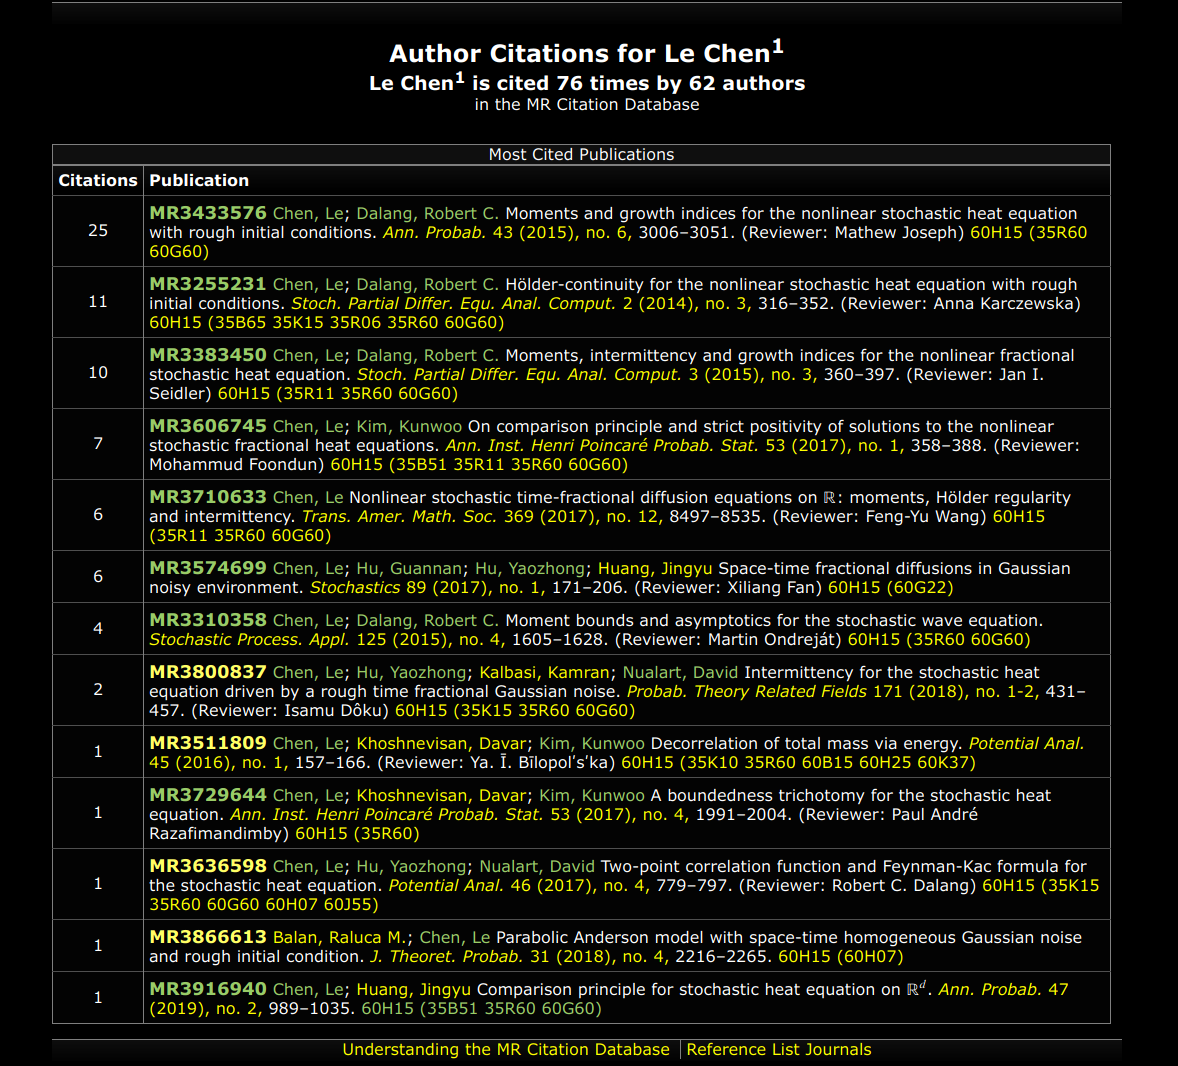 Author Citations for Le Chen¹
Le Chen¹ is cited 76 times by 62 authors
in the MR Citation Database
Most Cited Publications
Citations Publication
25
MR3433576 Chen, Le; Dalang, Robert C. Moments and growth indices for the nonlinear stochastic heat equation
with rough initial conditions. Ann. Probab. 43 (2015), no. 6, 3006–3051. (Reviewer: Mathew Joseph) 60H15 (35R60
60G60)
11
MR3255231 Chen, Le; Dalang, Robert C. Hölder-continuity for the nonlinear stochastic heat equation with rough
initial conditions. Stoch. Partial Differ. Equ. Anal. Comput. 2 (2014), no. 3, 316–352. (Reviewer: Anna Karczewska)
60H15 (35B65 35K15 35R06 35R60 60G60)
10
MR3383450 Chen, Le; Dalang, Robert C. Moments, intermittency and growth indices for the nonlinear fractional
stochastic heat equation. Stoch. Partial Differ. Equ. Anal. Comput. 3 (2015), no. 3, 360–397. (Reviewer: Jan I.
Seidler) 60H15 (35R11 35R60 60G60)
7
MR3606745 Chen, Le; Kim, Kunwoo On comparison principle and strict positivity of solutions to the nonlinear
stochastic fractional heat equations. Ann. Inst. Henri Poincaré Probab. Stat. 53 (2017), no. 1, 358–388. (Reviewer:
Mohammud Foondun) 60H15 (35B51 35R11 35R60 60G60)
6
MR3710633 Chen, Le Nonlinear stochastic time-fractional diffusion equations on ℝ: moments, Hölder regularity
and intermittency. Trans. Amer. Math. Soc. 369 (2017), no. 12, 8497–8535. (Reviewer: Feng-Yu Wang) 60H15
(35R11 35R60 60G60)
6
MR3574699 Chen, Le; Hu, Guannan; Hu, Yaozhong; Huang, Jingyu Space-time fractional diffusions in Gaussian
noisy environment. Stochastics 89 (2017), no. 1, 171–206. (Reviewer: Xiliang Fan) 60H15 (60G22)
4
MR3310358 Chen, Le; Dalang, Robert C. Moment bounds and asymptotics for the stochastic wave equation.
Stochastic Process. Appl. 125 (2015), no. 4, 1605–1628. (Reviewer: Martin Ondreját) 60H15 (35R60 60G60)
2
MR3800837 Chen, Le; Hu, Yaozhong; Kalbasi, Kamran; Nualart, David Intermittency for the stochastic heat
equation driven by a rough time fractional Gaussian noise. Probab. Theory Related Fields 171 (2018), no. 1-2, 431–
457. (Reviewer: Isamu Dôku) 60H15 (35K15 35R60 60G60)
1
MR3511809 Chen, Le; Khoshnevisan, Davar; Kim, Kunwoo Decorrelation of total mass via energy. Potential Anal.
45 (2016), no. 1, 157–166. (Reviewer: Ya. Ī. Bīlopolʹsʹka) 60H15 (35K10 35R60 60B15 60H25 60K37)
1
MR3729644 Chen, Le; Khoshnevisan, Davar; Kim, Kunwoo A boundedness trichotomy for the stochastic heat
equation. Ann. Inst. Henri Poincaré Probab. Stat. 53 (2017), no. 4, 1991–2004. (Reviewer: Paul André
Razafimandimby) 60H15 (35R60)
1
MR3636598 Chen, Le; Hu, Yaozhong; Nualart, David Two-point correlation function and Feynman-Kac formula for
the stochastic heat equation. Potential Anal. 46 (2017), no. 4, 779–797. (Reviewer: Robert C. Dalang) 60H15 (35K15
35R60 60G60 60H07 60J55)
1
MR3866613 Balan, Raluca M.; Chen, Le Parabolic Anderson model with space-time homogeneous Gaussian noise
and rough initial condition. J. Theoret. Probab. 31 (2018), no. 4, 2216–2265. 60H15 (60H07)
1
MR3916940 Chen, Le; Huang, Jingyu Comparison principle for stochastic heat equation on ℝᵈ. Ann. Probab. 47
(2019), no. 2, 989–1035. 60H15 (35B51 35R60 60G60)
Understanding the MR Citation Database | Reference List Journals